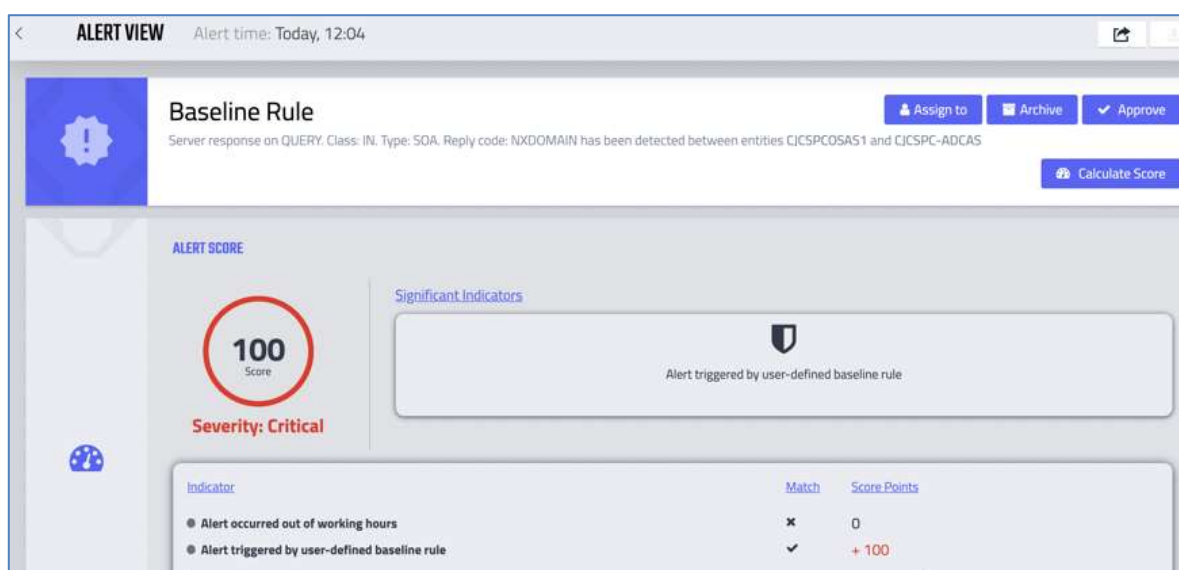 ALERT VIEW Alert time: Today, 12:04
Baseline Rule
Assign to Archive Approve
Server response on QUERY. Class: IN. Type: SOA. Reply code: NXDOMAIN has been detected between entities CJCSPCOSAS1 and CJCSPC-ADCAS
Calculate Score
ALERT SCORE
Significant Indicators
100
Score
Alert triggered by user-defined baseline rule
Severity: Critical
Indicator Match Score Points
Alert occurred out of working hours 0
Alert triggered by user-defined baseline rule + 100